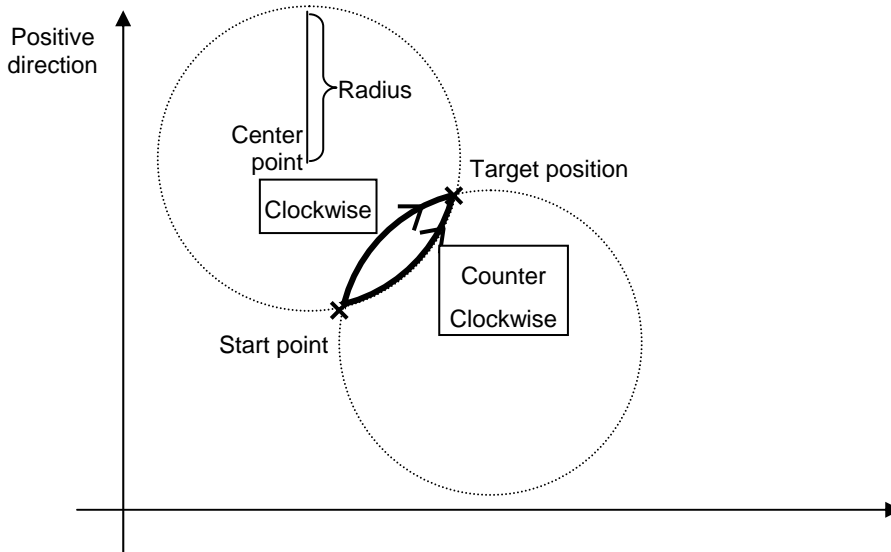 Positive
direction
Radius
Center
point
Target position
Clockwise
Counter
Clockwise
Start point